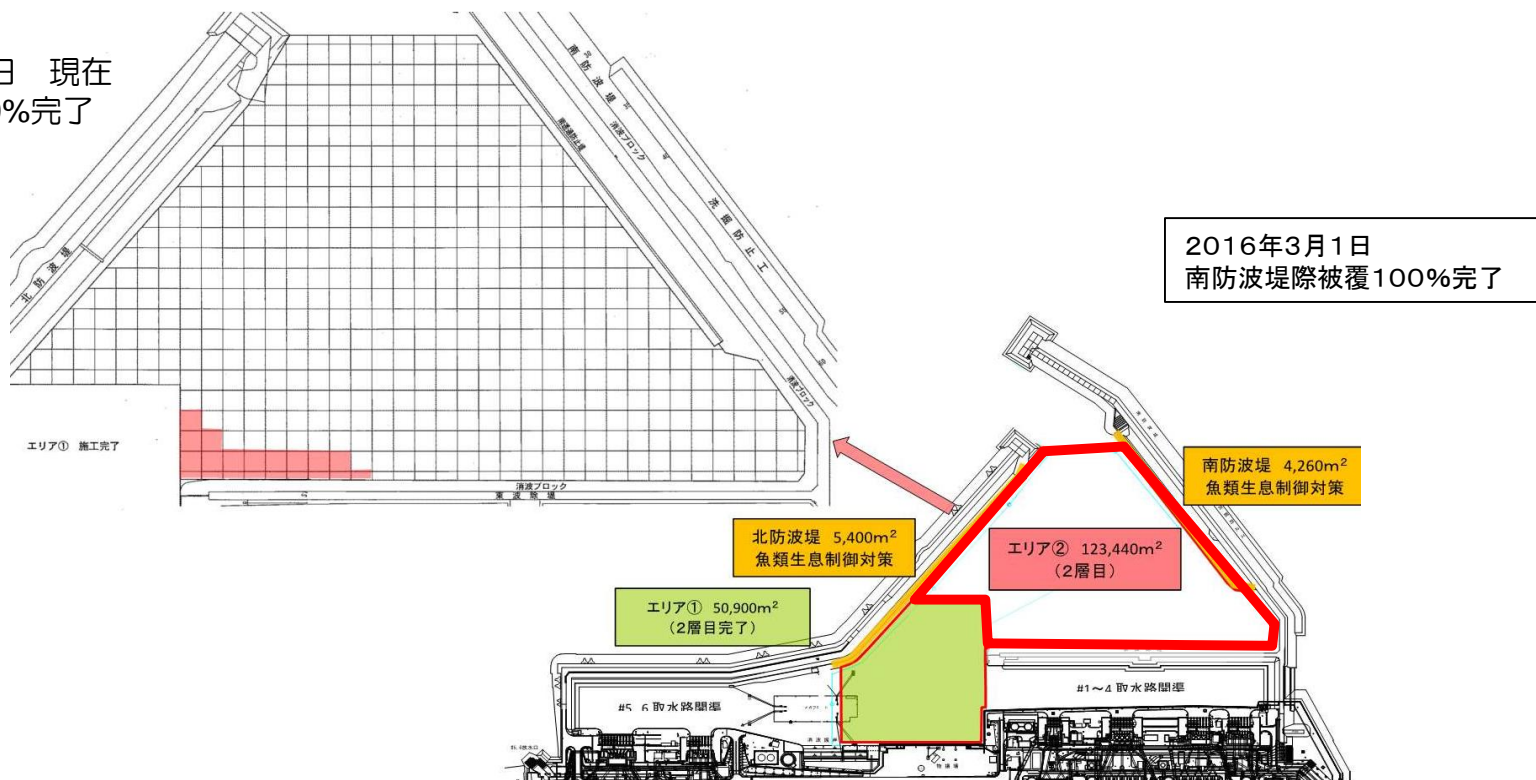 日 現在
%完了
南防波堤
消波ブロック
洗掘防止工
北防波堤
消波ブロック
エリア① 施工完了
消波ブロック
東波除堤
2016年3月1日
南防波堤際被覆100%完了
南防波堤 4,260m²
魚類生息制御対策
北防波堤 5,400m²
魚類生息制御対策
エリア② 123,440m²
(2層目)
エリア① 50,900m²
(2層目完了)
#5、6取水路開渠
#1~4取水路開渠